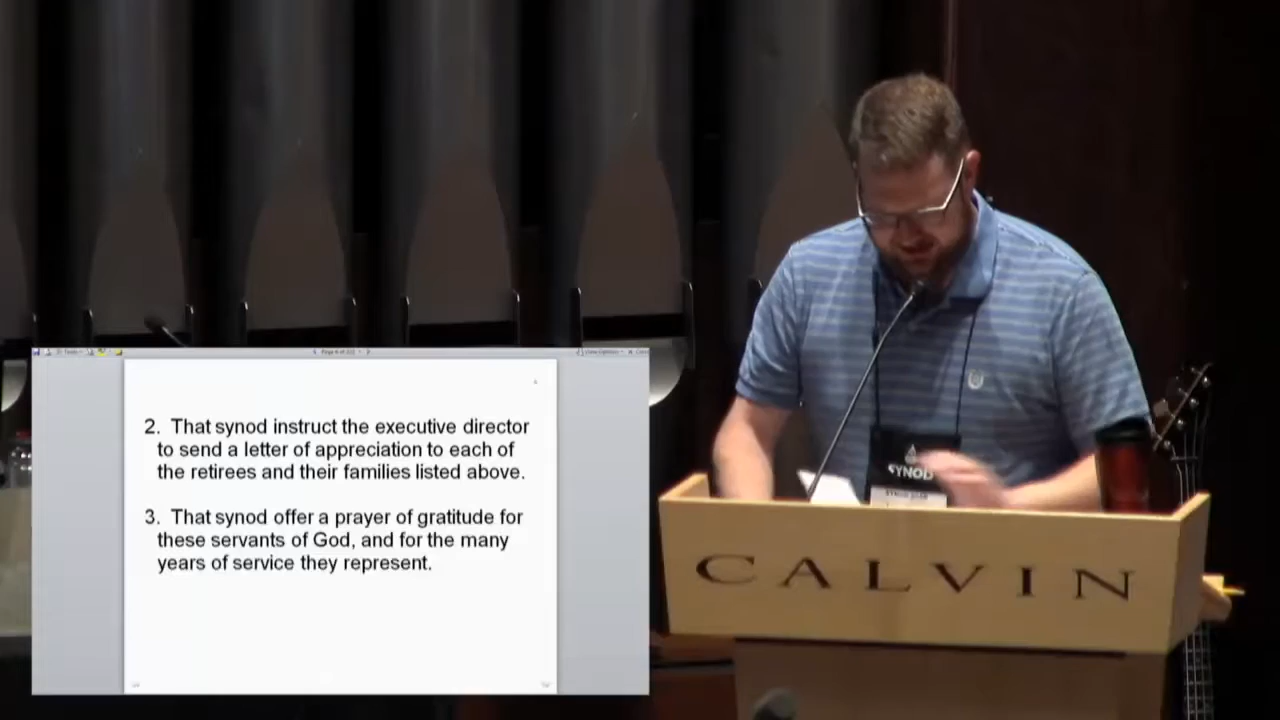 2. That synod instruct the executive director
to send a letter of appreciation to each of
the retirees and their families listed above.
3. That synod offer a prayer of gratitude for
these servants of God, and for the many
years of service they represent.
SYNOD
CALVIN